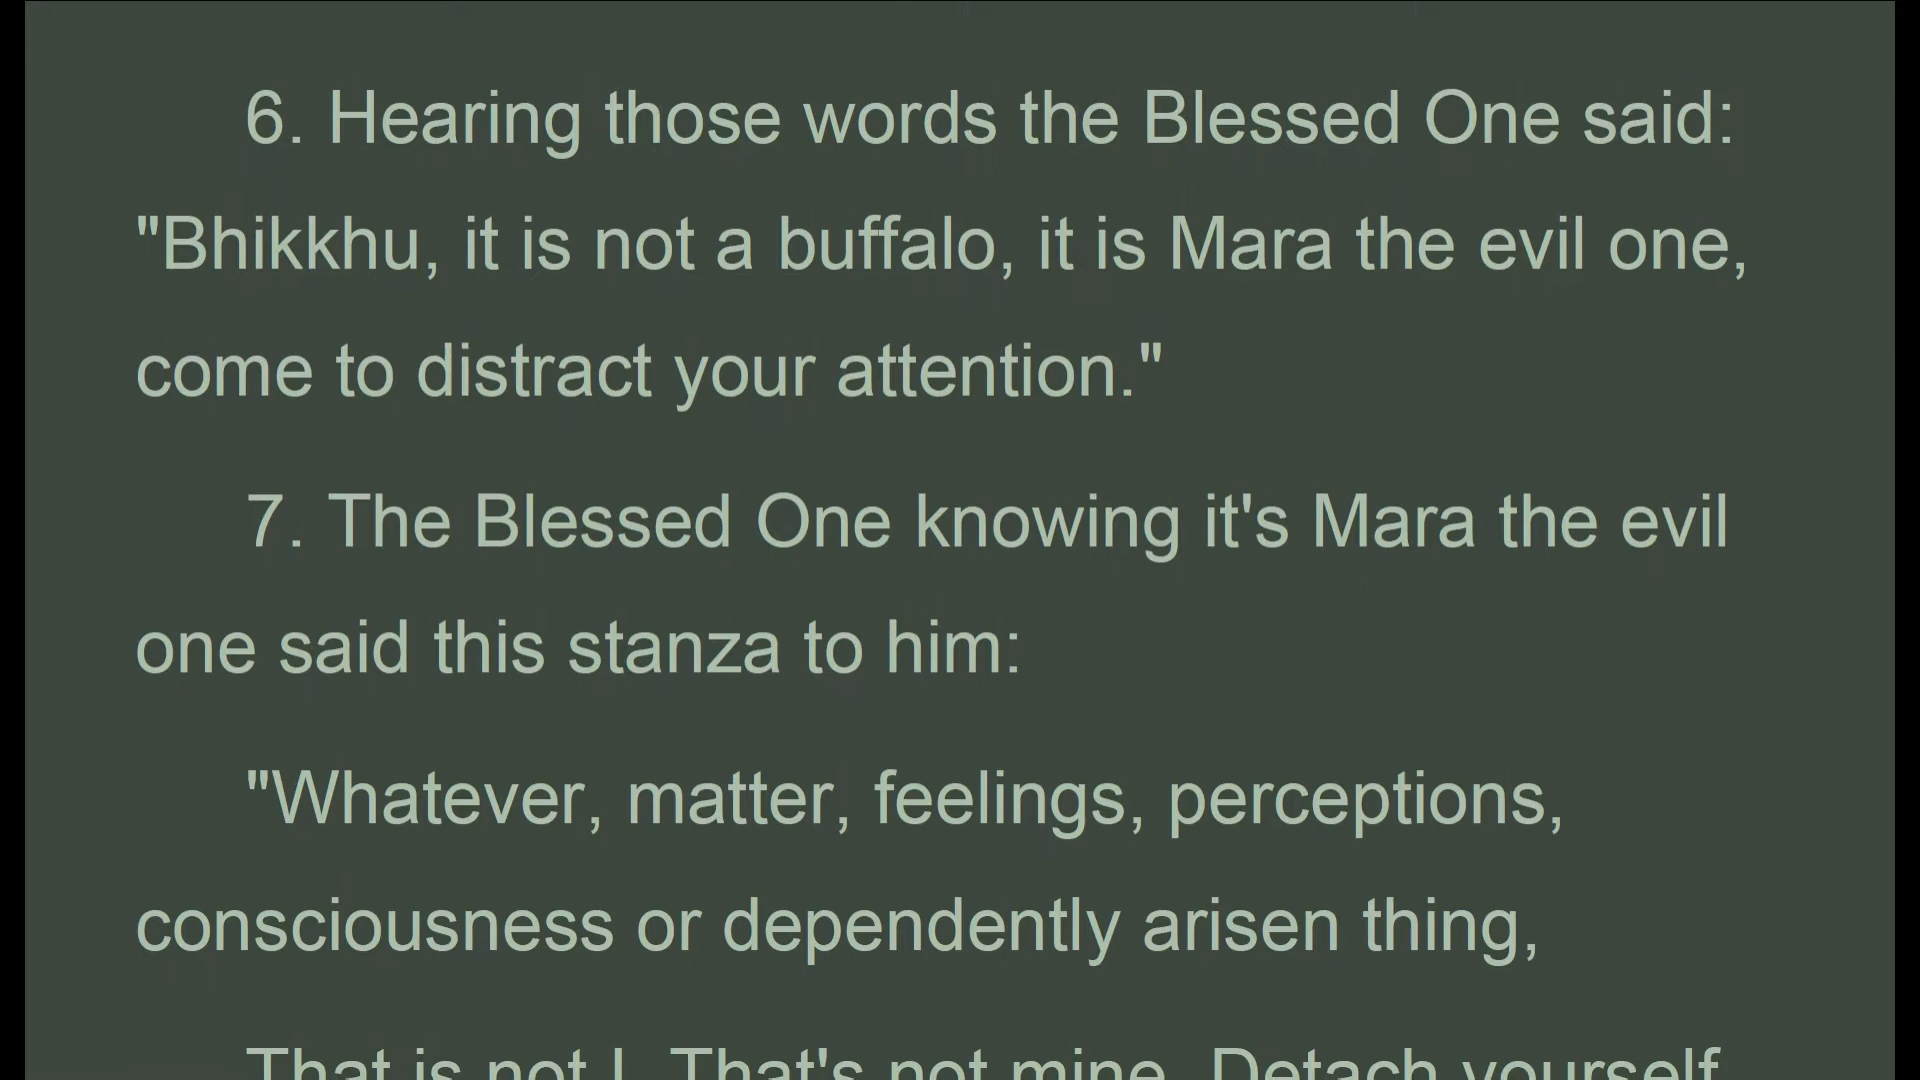 6. Hearing those words the Blessed One said:
"Bhikkhu, it is not a buffalo, it is Mara the evil one,
come to distract your attention."
7. The Blessed One knowing it's Mara the evil
one said this stanza to him:
"Whatever, matter, feelings, perceptions,
consciousness or dependently arisen thing,
That is not I. That's not mine. Detach yourself